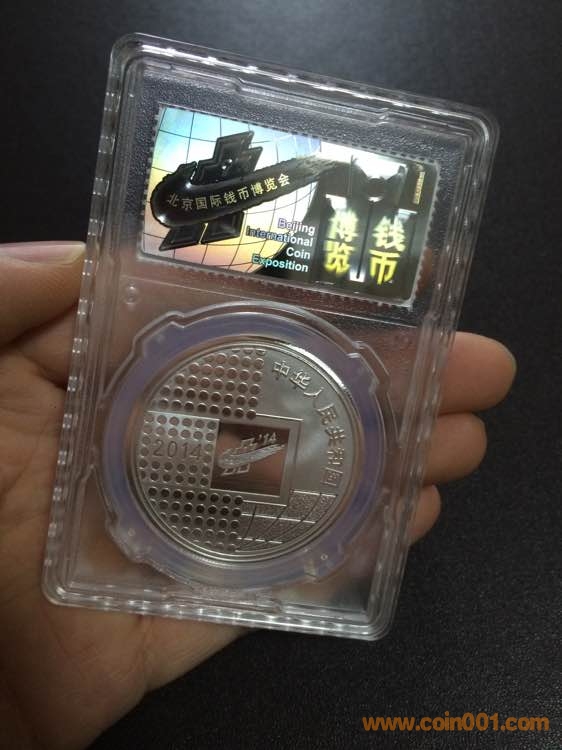 北京国际钱币博览会
Beijing
International
Coin
Exposition
钱币
博览
中华人民共和国
2014
'14
www.coin001.com